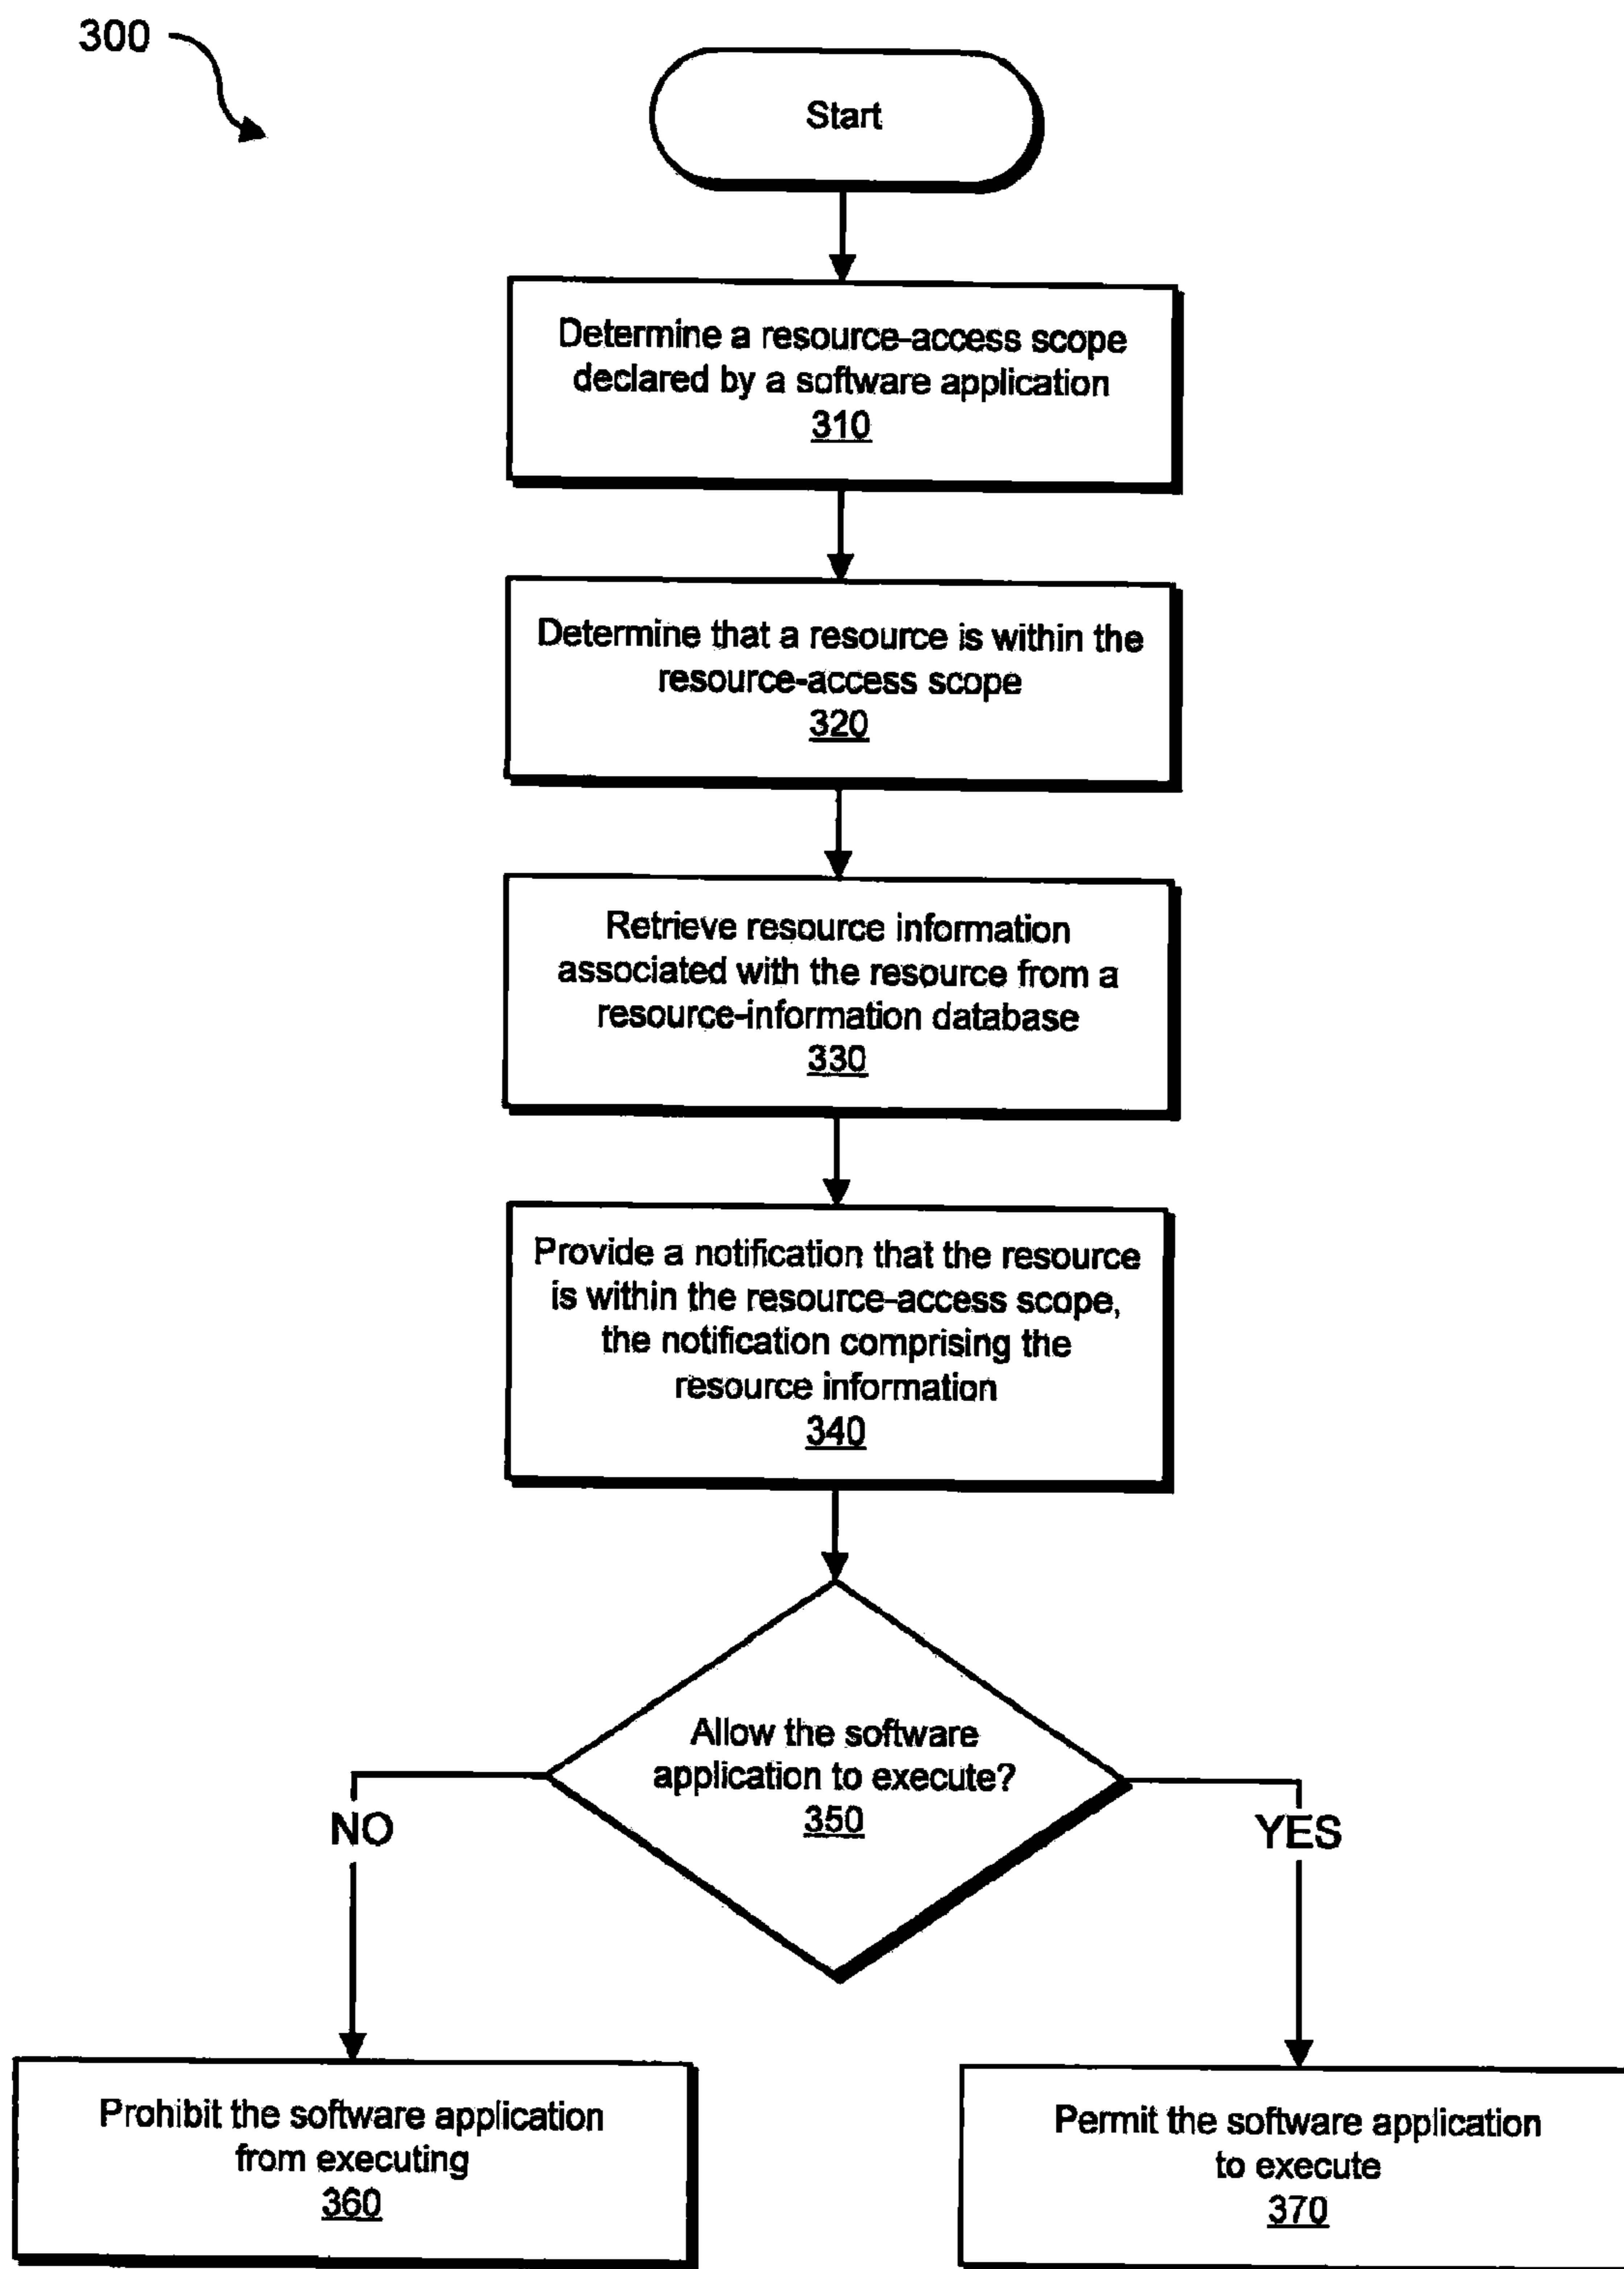 300
Start
Determine a resource-access scope
declared by a software application
310
Determine that a resource is within the
resource-access scope
320
Retrieve resource information
associated with the resource from a
resource-information database
330
Provide a notification that the resource
is within the resource-access scope,
the notification comprising the
resource information
340
Allow the software
application to execute?
350
NO
YES
Prohibit the software application
from executing
360
Permit the software application
to execute
370